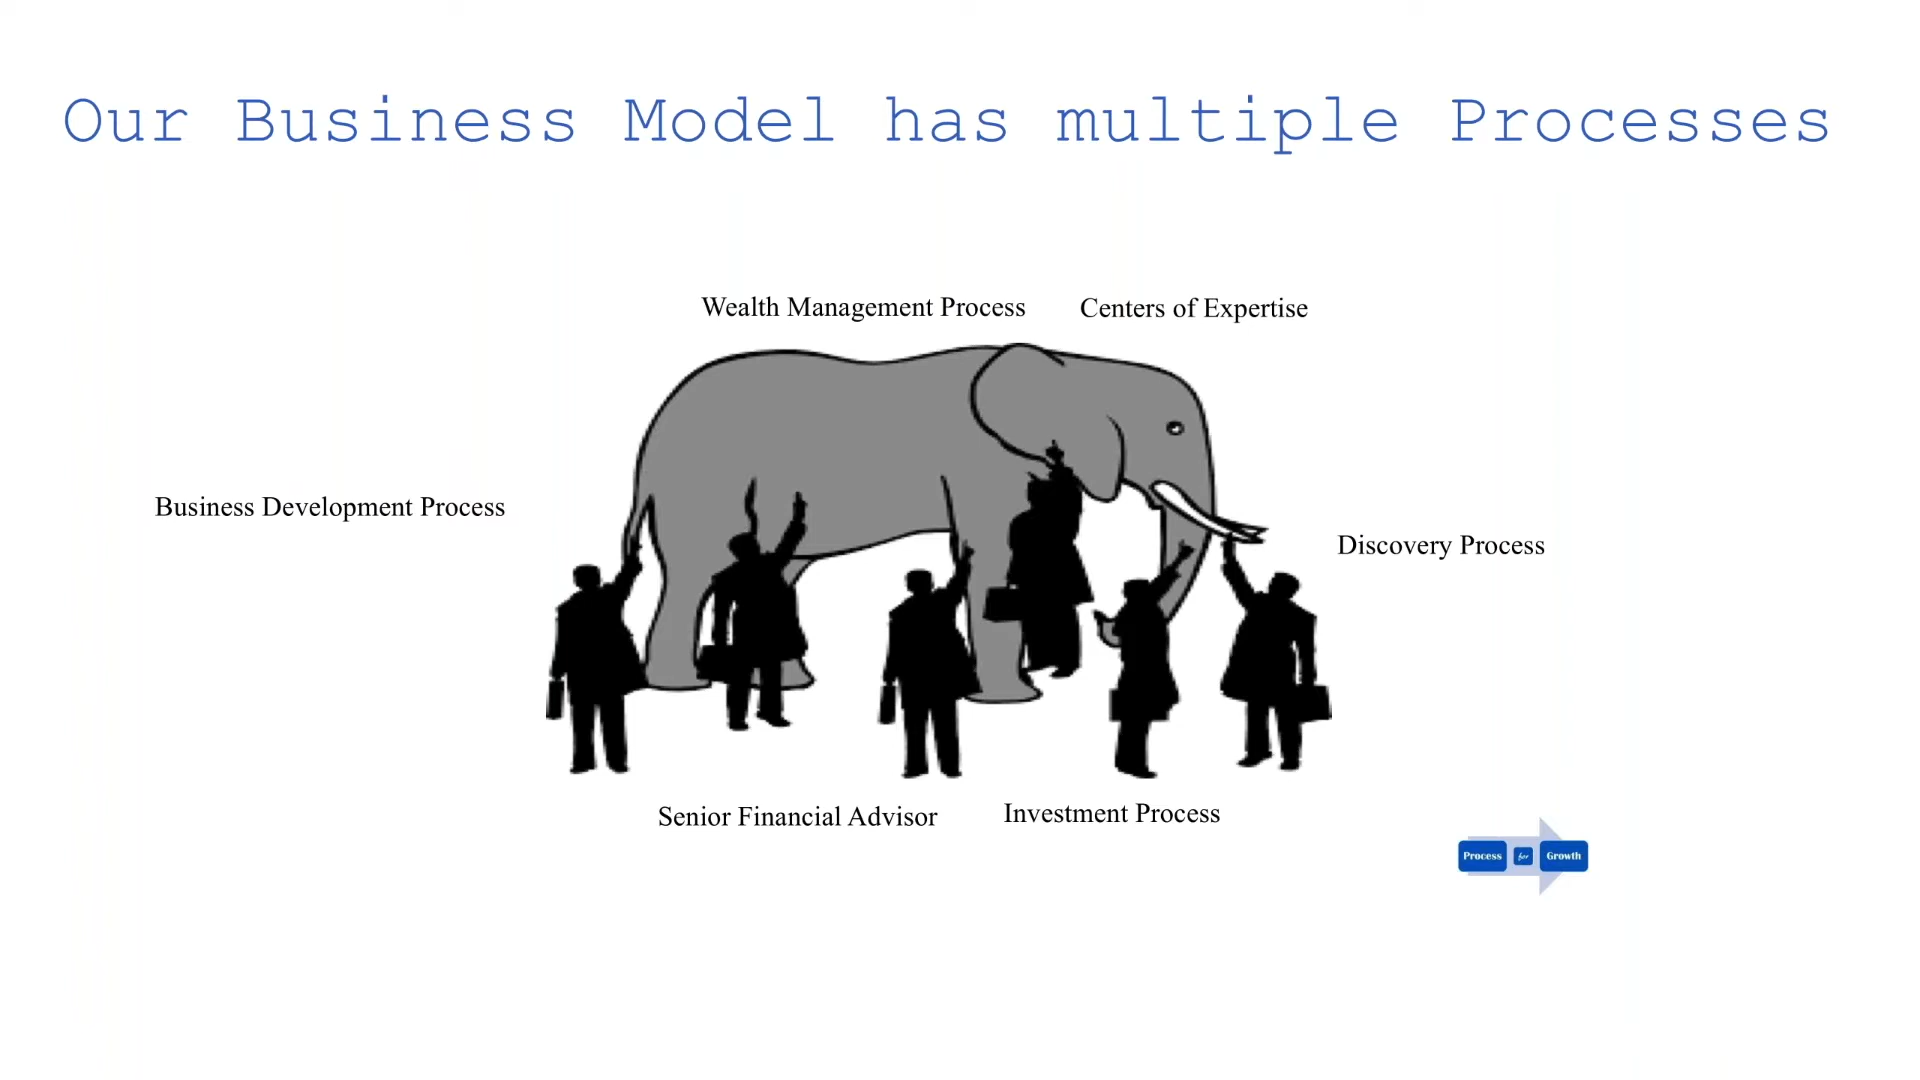 Our Business Model has multiple Processes
Wealth Management Process
Centers of Expertise
Business Development Process
Discovery Process
Senior Financial Advisor
Investment Process
Process for Growth